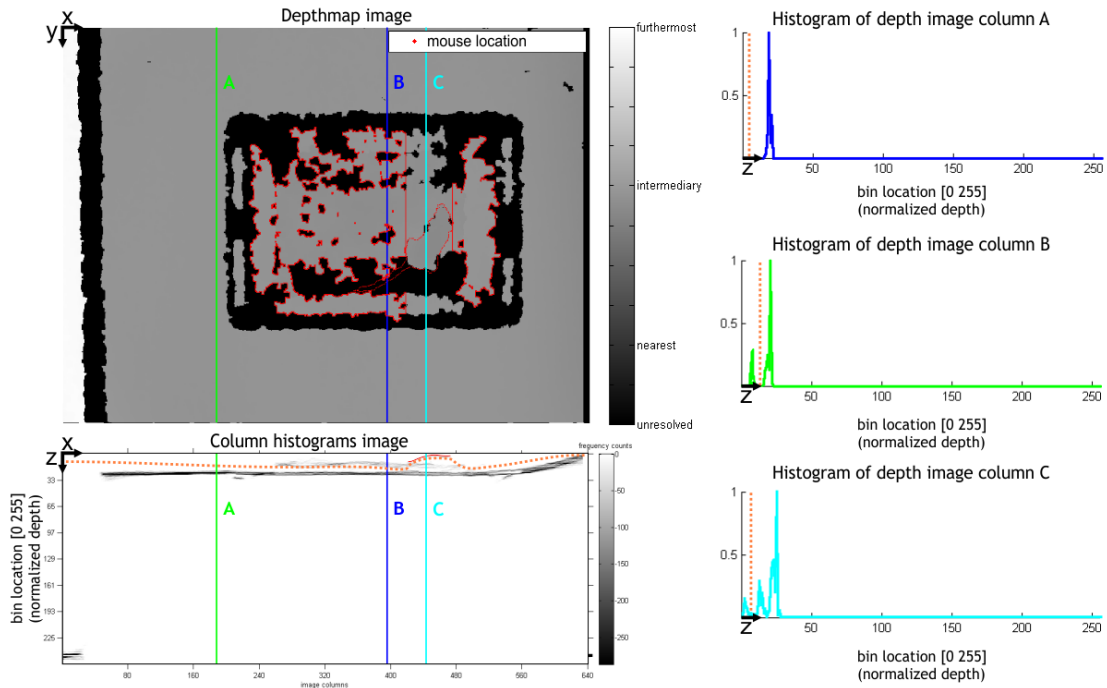 Depthmap image
x
y
mouse location
A
B
C
furthermost
intermediary
nearest
unresolved
Column histograms image
frequency counts
x
z
A
B
C
33
65
97
129
161
193
225
bin location [0 255]
(normalized depth)
80
160
240
320
400
480
560
640
image columns
0
-50
-100
-150
-200
-250
Histogram of depth image column A
1
0.5
z
50
100
150
200
250
bin location [0 255]
(normalized depth)
Histogram of depth image column B
1
0.5
z
50
100
150
200
250
bin location [0 255]
(normalized depth)
Histogram of depth image column C
1
0.5
z
50
100
150
200
250
bin location [0 255]
(normalized depth)